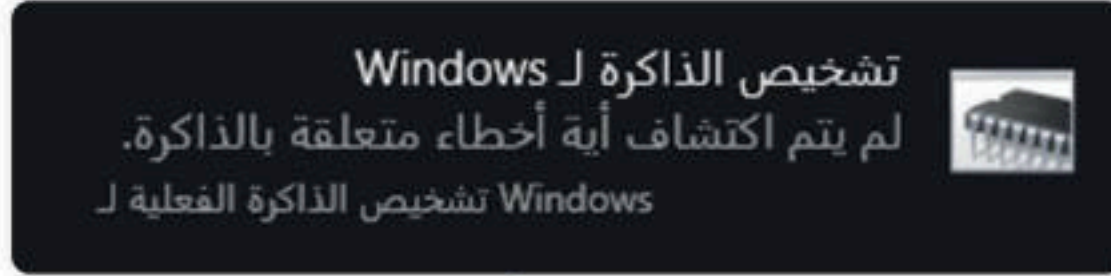 تشخيص الذاكرة لـ Windows
لم يتم اكتشاف أية أخطاء متعلقة بالذاكرة.
Windows تشخيص الذاكرة الفعلية لـ